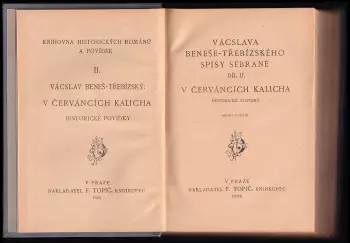 KNIHOVNA HISTORICKÝCH ROMÁNŮ
A POVÍDEK
II.
VÁCSLAV BENEŠ-TŘEBÍZSKÝ:
V ČERVÁNCÍCH KALICHA
HISTORICKÉ POVÍDKY
V PRAZE
NAKLADATEL F. TOPIČ, KNIHKUPEC
VÁCSLAVA
BENEŠE-TŘEBÍZSKÉHO
SPISY SEBRANÉ
DÍL II.
V ČERVÁNCÍCH KALICHA
HISTORICKÉ POVÍDKY
V PRAZE
NAKLADATEL F. TOPIČ, KNIHKUPEC